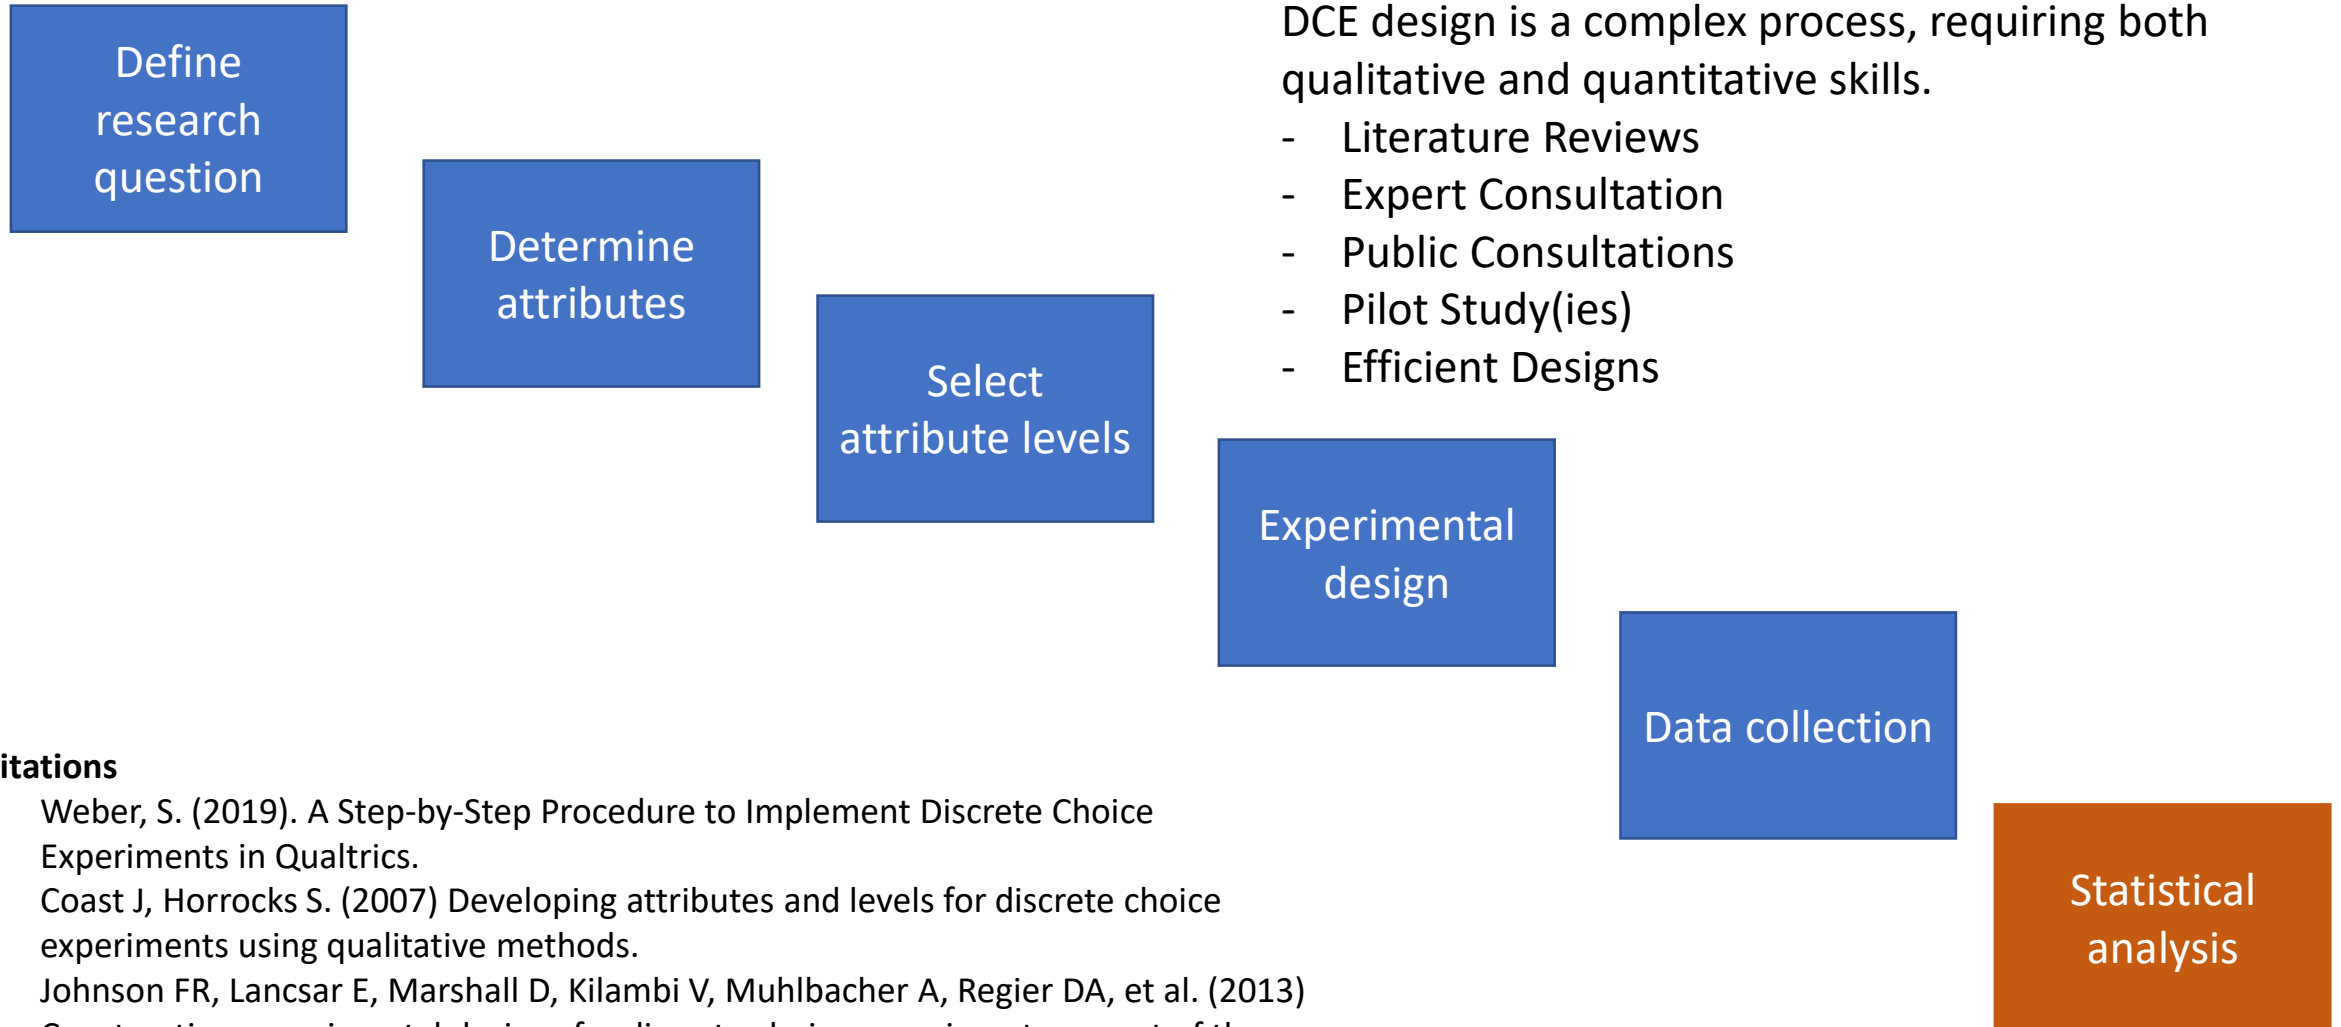 Define
research
question
Determine
attributes
Select
attribute levels
Experimental
design
Data collection
Statistical
analysis
DCE design is a complex process, requiring both
qualitative and quantitative skills.
- Literature Reviews
- Expert Consultation
- Public Consultations
- Pilot Study(ies)
- Efficient Designs
itations
Weber, S. (2019). A Step-by-Step Procedure to Implement Discrete Choice
Experiments in Qualtrics.
Coast J, Horrocks S. (2007) Developing attributes and levels for discrete choice
experiments using qualitative methods.
Johnson FR, Lancsar E, Marshall D, Kilambi V, Muhlbacher A, Regier DA, et al. (2013)